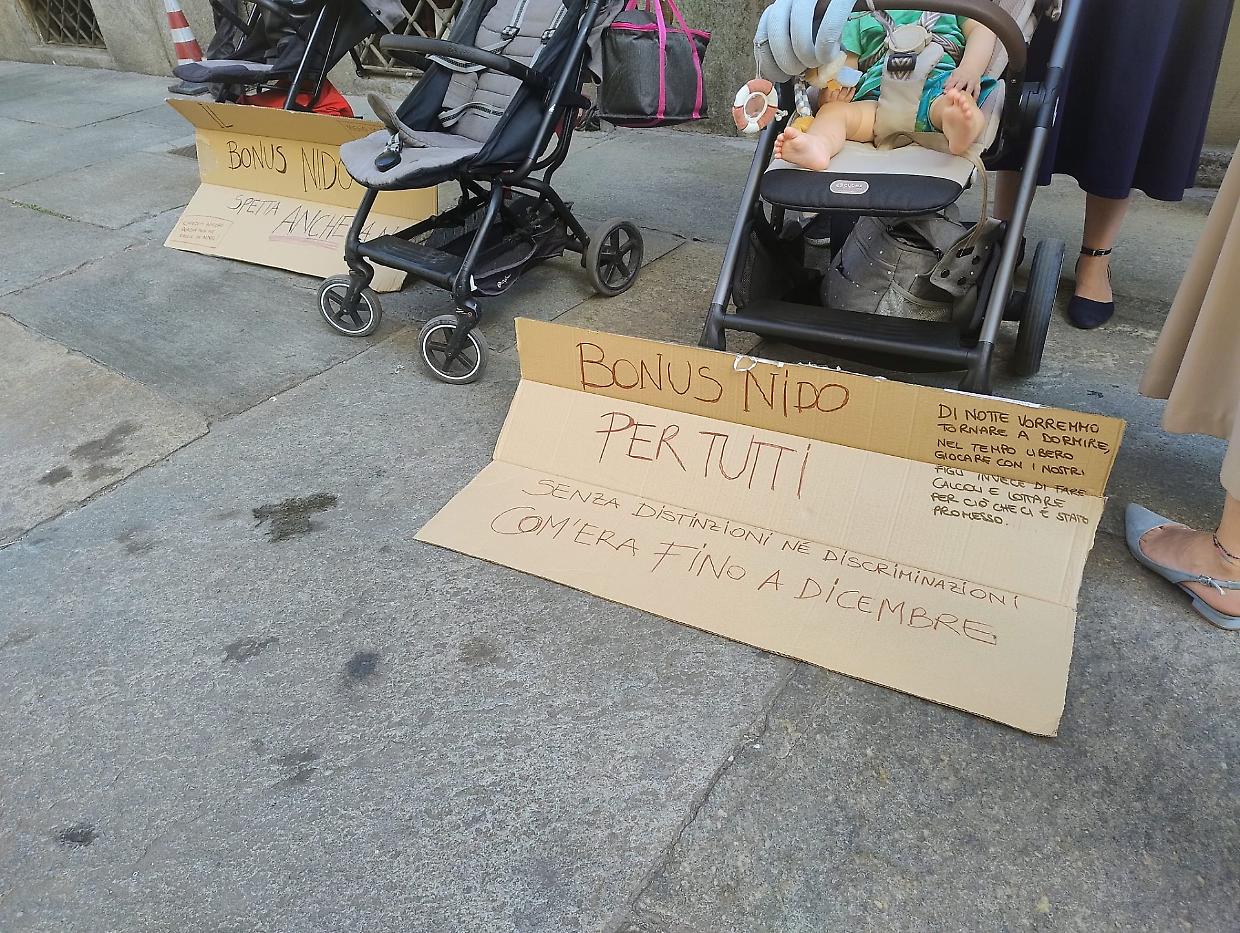 IL
BONUS NIDO
SPETTA ANCHE A
BONUS NIDO
PER TUTTI
SENZA DISTINZIONI NÉ DISCRIMINAZIONI
COM'ERA FINO A DICEMBRE
DI NOTTE VORREMMO
TORNARE A DORMIRE,
NEL TEMPO LIBERO
GIOCARE CON I NOSTRI
FIGLI INVECE DI FARE
CALCOLI E LOTTARE
PER CIÒ CHE CI È STATO
PROMESSO.
cybex